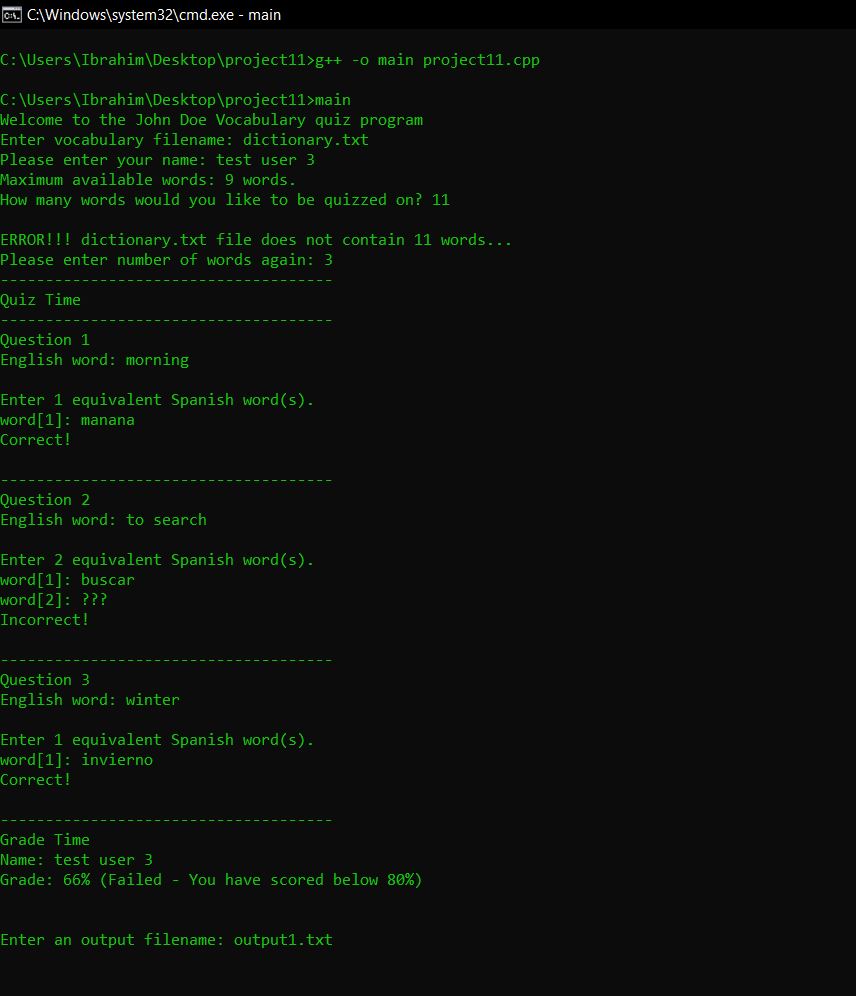 C:\Windows\system32\cmd.exe - main
C:\Users\Ibrahim\Desktop\project11>g++ -o main project11.cpp
C:\Users\Ibrahim\Desktop\project11>main
Welcome to the John Doe Vocabulary quiz program
Enter vocabulary filename: dictionary.txt
Please enter your name: test user 3
Maximum available words: 9 words.
How many words would you like to be quizzed on? 11
ERROR!!! dictionary.txt file does not contain 11 words...
Please enter number of words again: 3
-------------------------------------
Quiz Time
-------------------------------------
Question 1
English word: morning
Enter 1 equivalent Spanish word(s).
word[1]: manana
Correct!
-------------------------------------
Question 2
English word: to search
Enter 2 equivalent Spanish word(s).
word[1]: buscar
word[2]: ???
Incorrect!
-------------------------------------
Question 3
English word: winter
Enter 1 equivalent Spanish word(s).
word[1]: invierno
Correct!
-------------------------------------
Grade Time
Name: test user 3
Grade: 66% (Failed - You have scored below 80%)
Enter an output filename: output1.txt